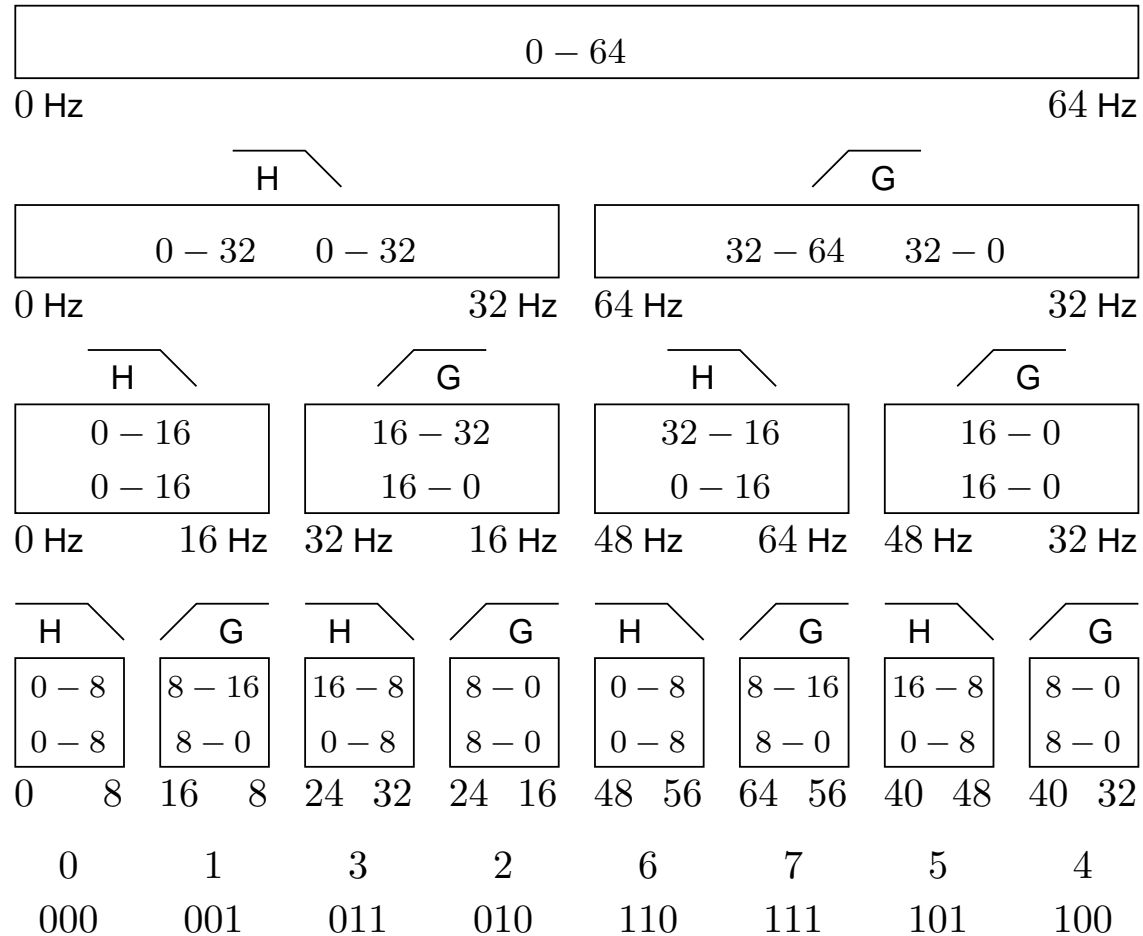 0 – 64
0 Hz 64 Hz
H G
0 – 32 0 – 32 32 – 64 32 – 0
0 Hz 32 Hz 64 Hz 32 Hz
H G H G
0 – 16 16 – 32 32 – 16 16 – 0
0 – 16 16 – 0 0 – 16 16 – 0
0 Hz 16 Hz 32 Hz 16 Hz 48 Hz 64 Hz 48 Hz 32 Hz
H G H G H G H G
0 – 8 8 – 16 16 – 8 8 – 0 0 – 8 8 – 16 16 – 8 8 – 0
0 – 8 8 – 0 0 – 8 8 – 0 0 – 8 8 – 0 0 – 8 8 – 0
0 8 16 8 24 32 24 16 48 56 64 56 40 48 40 32
0 1 3 2 6 7 5 4
000 001 011 010 110 111 101 100